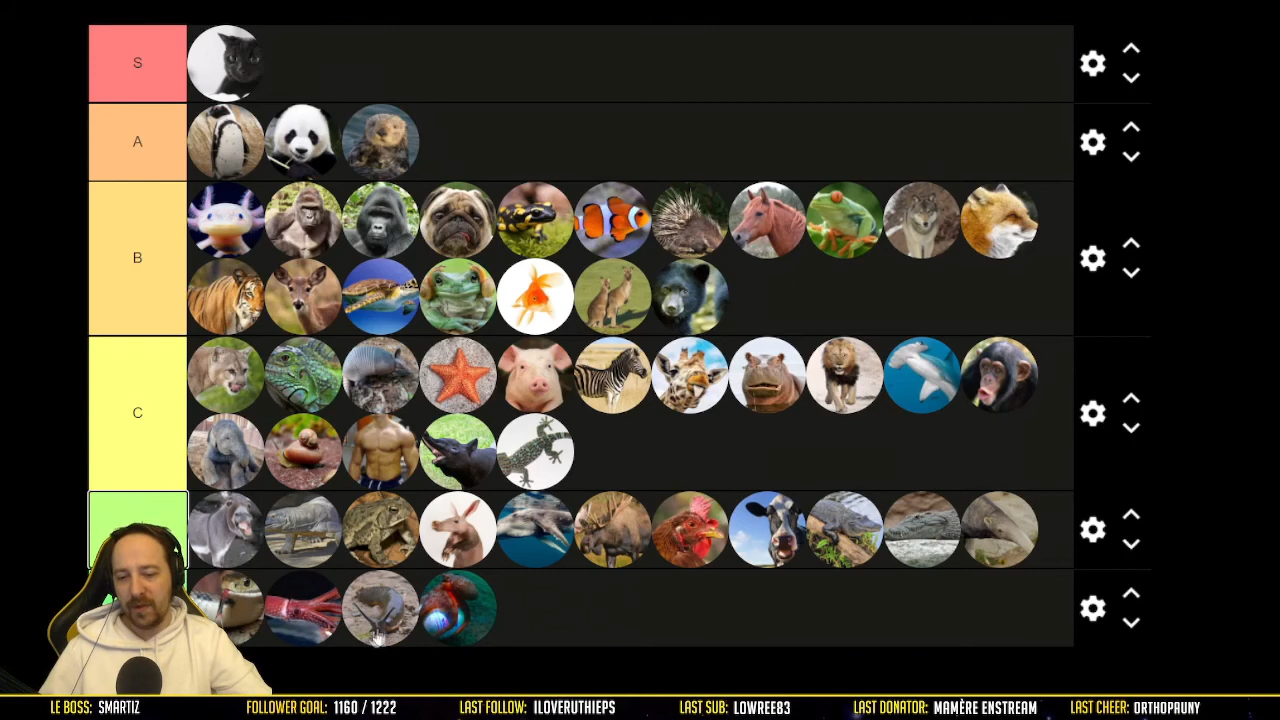 S
A
B
C
LE BOSS: SMARTIZ FOLLOWER GOAL: 1160 / 1222 LAST FOLLOW: ILOVERUTHIEPS LAST SUB: LOWREE83 LAST DONATOR: MAMÈRE ENSTREAM LAST CHEER: ORTHOPAUNY